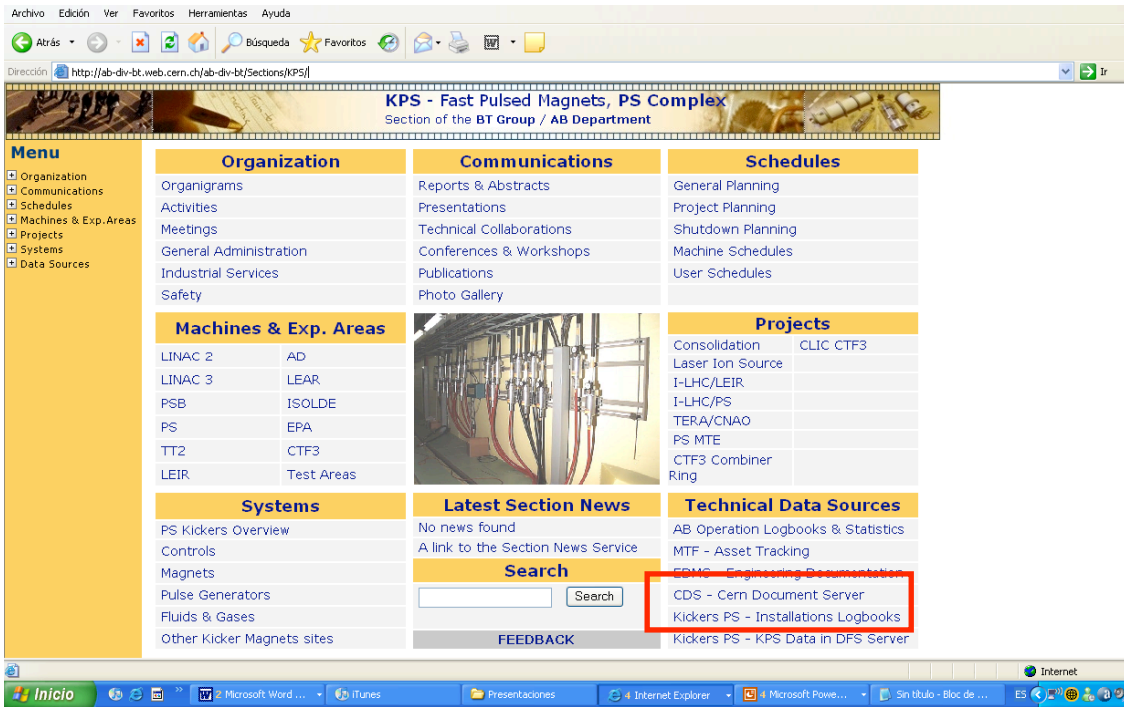 Archivo Edición Ver Favoritos Herramientas Ayuda
Atrás Búsqueda Favoritos
Dirección http://ab-div-bt.web.cern.ch/ab-div-bt/Sections/KPS/ Ir
KPS - Fast Pulsed Magnets, PS Complex
Section of the BT Group / AB Department
Menu
Organization
Communications
Schedules
Machines & Exp.Areas
Projects
Systems
Data Sources
Organization
Organigrams
Activities
Meetings
General Administration
Industrial Services
Safety
Communications
Reports & Abstracts
Presentations
Technical Collaborations
Conferences & Workshops
Publications
Photo Gallery
Schedules
General Planning
Project Planning
Shutdown Planning
Machine Schedules
User Schedules
Machines & Exp. Areas
LINAC 2 AD
LINAC 3 LEAR
PSB ISOLDE
PS EPA
TT2 CTF3
LEIR Test Areas
Projects
Consolidation CLIC CTF3
Laser Ion Source
I-LHC/LEIR
I-LHC/PS
TERA/CNAO
PS MTE
CTF3 Combiner
Ring
Systems
PS Kickers Overview
Controls
Magnets
Pulse Generators
Fluids & Gases
Other Kicker Magnets sites
Latest Section News
No news found
A link to the Section News Service
Search
Search
FEEDBACK
Technical Data Sources
AB Operation Logbooks & Statistics
MTF - Asset Tracking
EDMS - Engineering Documentation
CDS - Cern Document Server
Kickers PS - Installations Logbooks
Kickers PS - KPS Data in DFS Server
Internet
Inicio 2 Microsoft Word ... iTunes Presentaciones 4 Internet Explorer 4 Microsoft Powe... Sin título - Bloc de ... ES